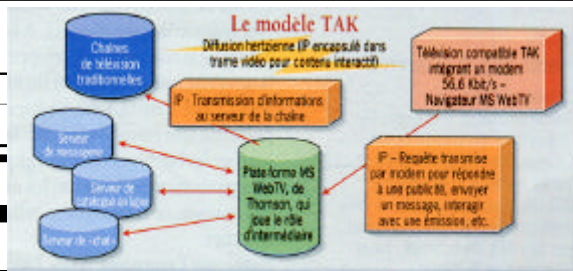 Le modèle TAK
Diffusion hertzienne (IP encapsulé dans
trame vidéo pour contenu interactif)
Chaînes
de télévision
traditionnelles
Télévision compatible TAK
intégrant un modem
56,6 Kbit/s –
Navigateur MS WebTV
IP - Transmission d'informations
au serveur de la chaîne
Serveur
de messagerie
Serveur de
catalogue en ligne
Serveur de «chat»
Plate-forme MS
WebTV, de
Thomson, qui
joue le rôle
d'intermédiaire
IP – Requête transmise
par modem pour répondre
à une publicité, envoyer
un message, interagir
avec une émission, etc.